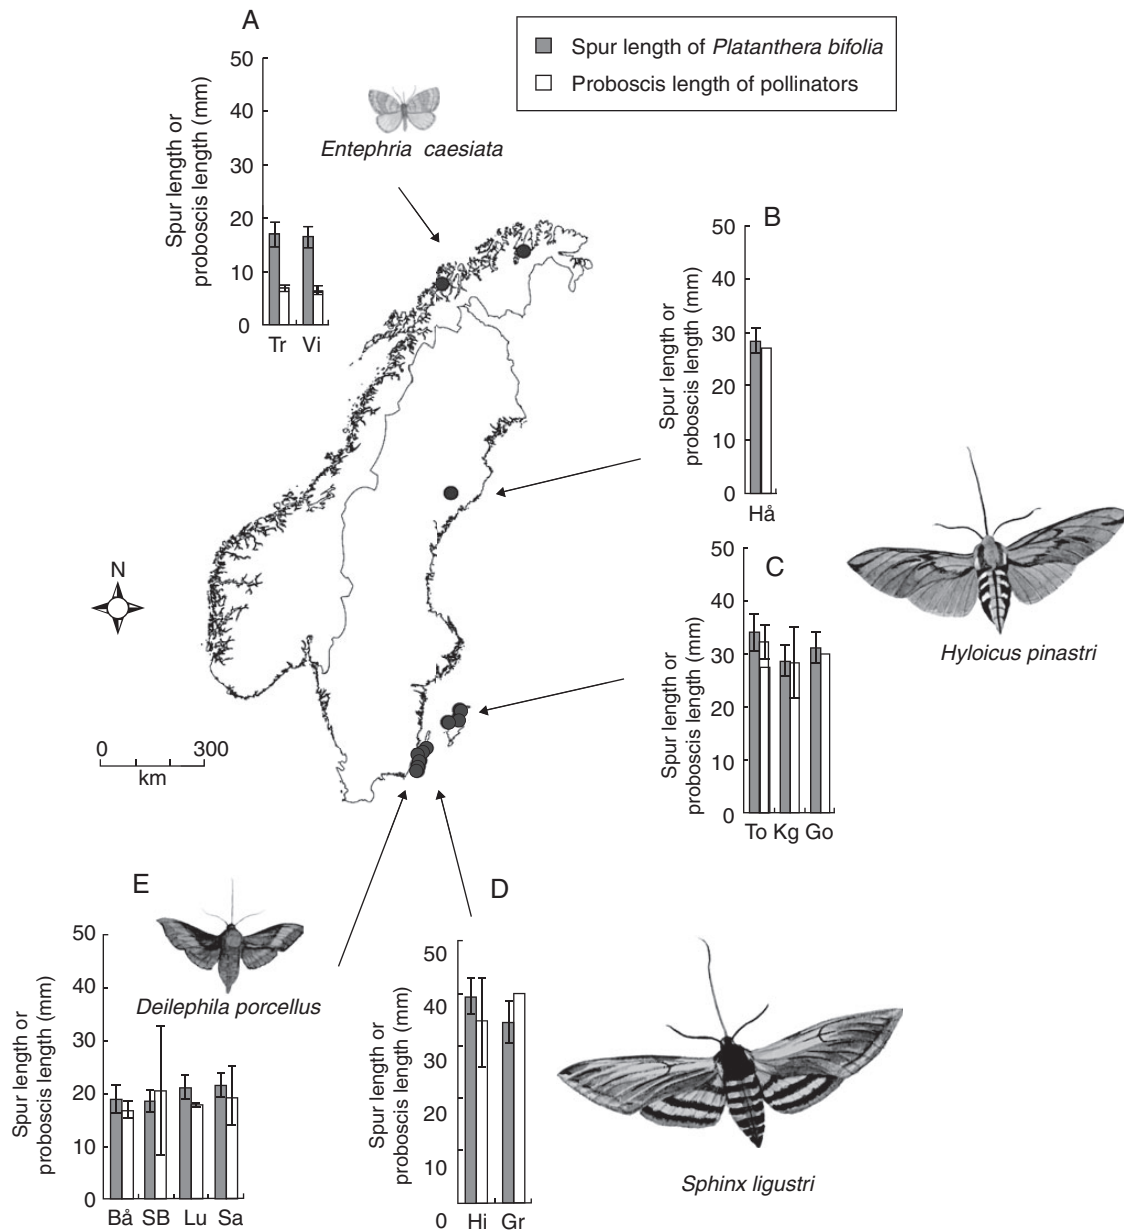 A
Spur length of Platanthera bifolia
Proboscis length of pollinators
Spur length or
proboscis length (mm)
50
40
30
20
10
0
Tr Vi
Entephria caesiata
B
Spur length or
proboscis length (mm)
50
40
30
20
10
0
Hå
C
Spur length or
proboscis length (mm)
50
40
30
20
10
0
To Kg Go
Hyloicus pinastri
N
0 300
km
E
Spur length or
proboscis length (mm)
50
40
30
20
10
0
Bå SB Lu Sa
Deilephila porcellus
D
Spur length or
proboscis length (mm)
50
40
30
20
10
0
Hi Gr
Sphinx ligustri